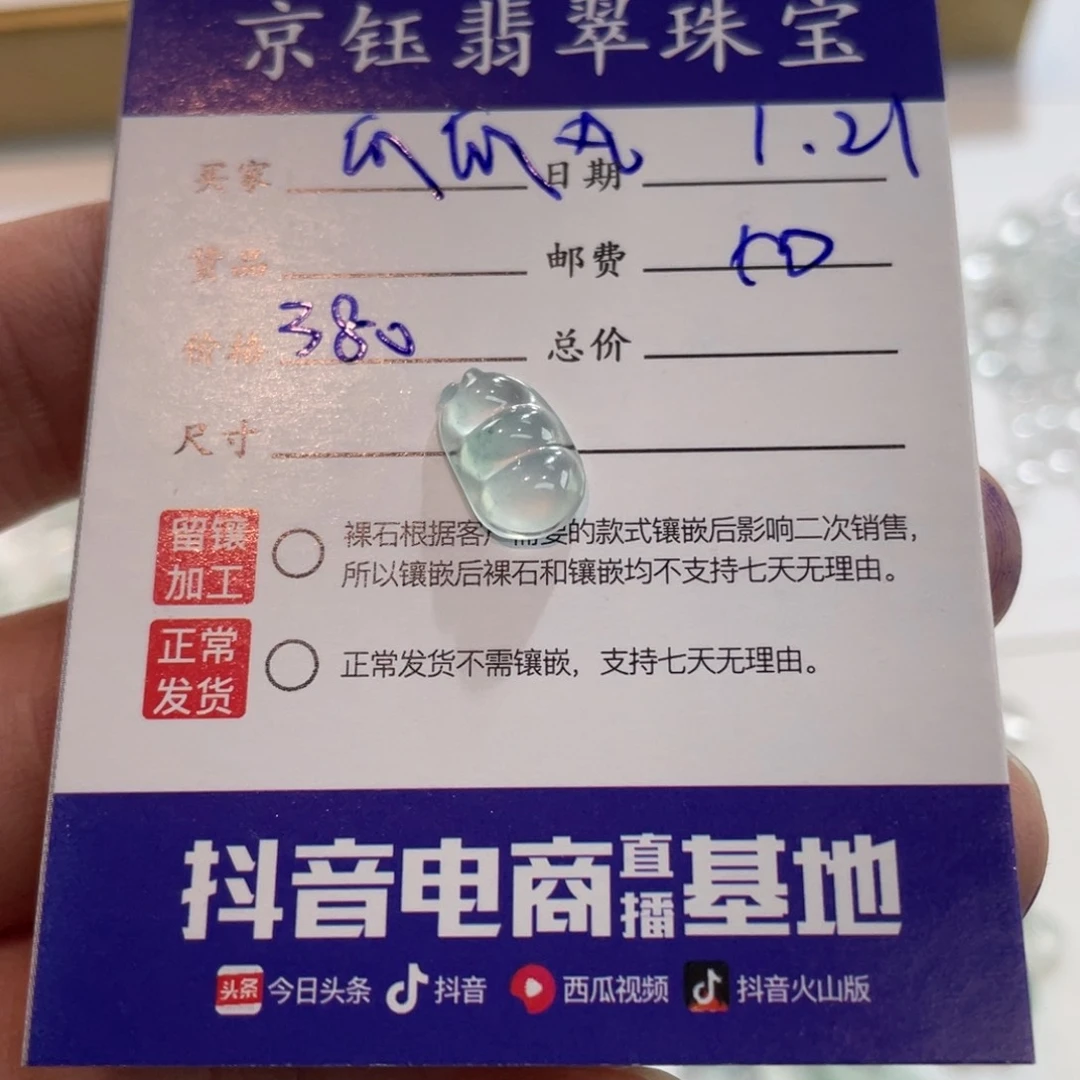 京钰翡翠珠宝
买家 日期 1.21
货品 邮费 10
价格 380 总价
尺寸
留镶加工 裸石根据客户需要的款式镶嵌后影响二次销售，
所以镶嵌后裸石和镶嵌均不支持七天无理由。
正常发货 正常发货不需镶嵌，支持七天无理由。
抖音电商直播基地
头条 今日头条 抖音 西瓜视频 抖音火山版